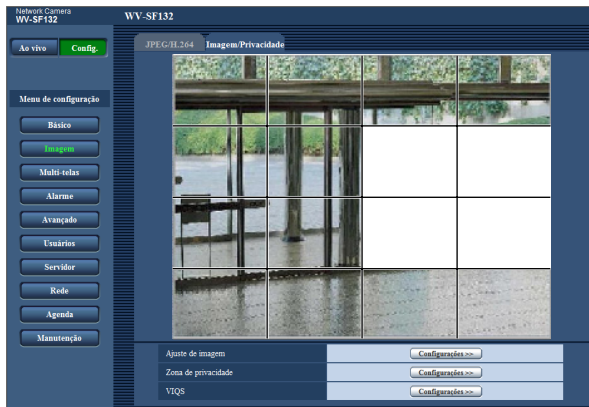 Network Camera
WV-SF132
WV-SF132
Ao vivo
Config.
JPEG/H.264
Imagem/Privacidade
Menu de configuração
Básico
Imagem
Multi-telas
Alarme
Avançado
Usuários
Servidor
Rede
Agenda
Manutenção
Ajuste de imagem
Configurações >>
Zona de privacidade
Configurações >>
VIQS
Configurações >>